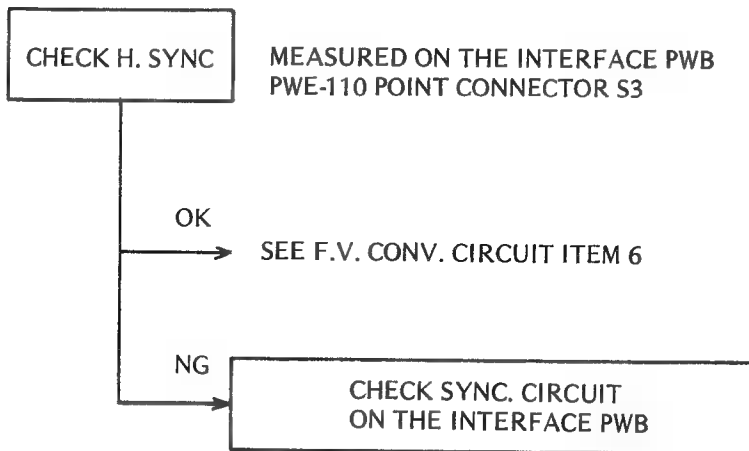 CHECK H. SYNC
MEASURED ON THE INTERFACE PWB
PWE-110 POINT CONNECTOR S3
OK
SEE F.V. CONV. CIRCUIT ITEM 6
NG
CHECK SYNC. CIRCUIT
ON THE INTERFACE PWB